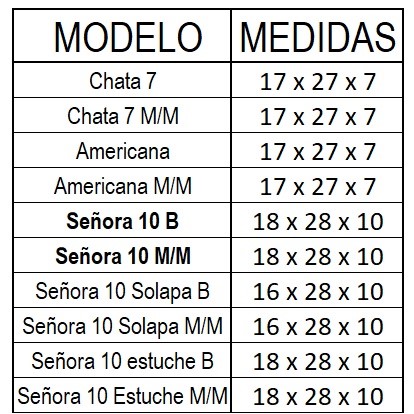 MODELO MEDIDAS
Chata 7 17 x 27 x 7
Chata 7 M/M 17 x 27 x 7
Americana 17 x 27 x 7
Americana M/M 17 x 27 x 7
Señora 10 B 18 x 28 x 10
Señora 10 M/M 18 x 28 x 10
Señora 10 Solapa B 16 x 28 x 10
Señora 10 Solapa M/M 16 x 28 x 10
Señora 10 estuche B 18 x 28 x 10
Señora 10 Estuche M/M 18 x 28 x 10